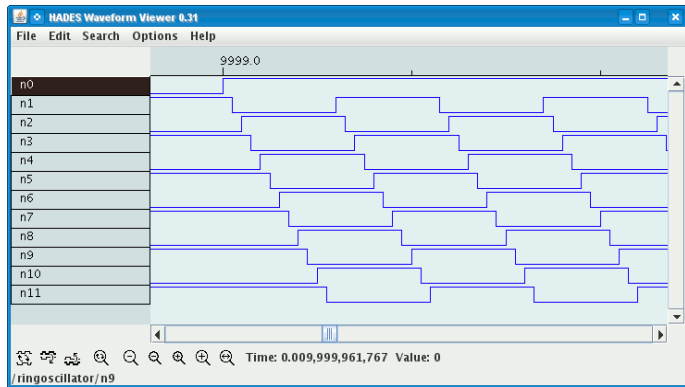 HADES Waveform Viewer 0.31
File Edit Search Options Help
9999.0
n0
n1
n2
n3
n4
n5
n6
n7
n8
n9
n10
n11
Time: 0.009,999,961,767 Value: 0
/ringoscillator/n9